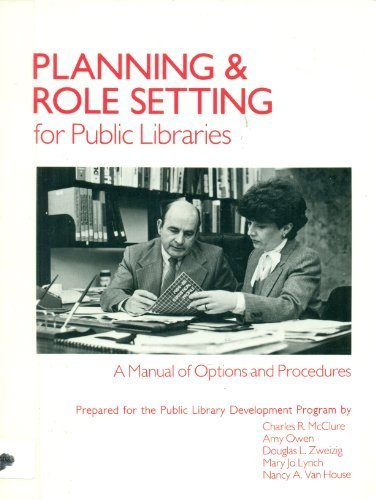 PLANNING &
ROLE SETTING
for Public Libraries
A Manual of Options and Procedures
Prepared for the Public Library Development Program by
Charles R. McClure
Amy Owen
Douglas L. Zweizig
Mary Jo Lynch
Nancy A. Van House